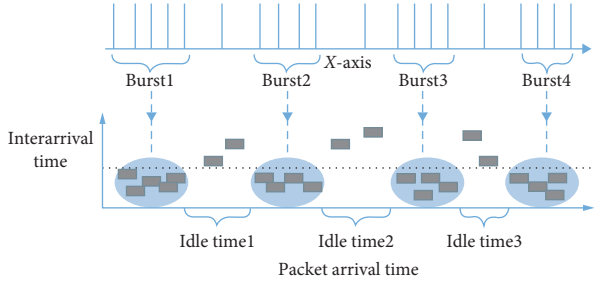 X-axis
Burst1 Burst2 Burst3 Burst4
Interarrival
time
Idle time1 Idle time2 Idle time3
Packet arrival time